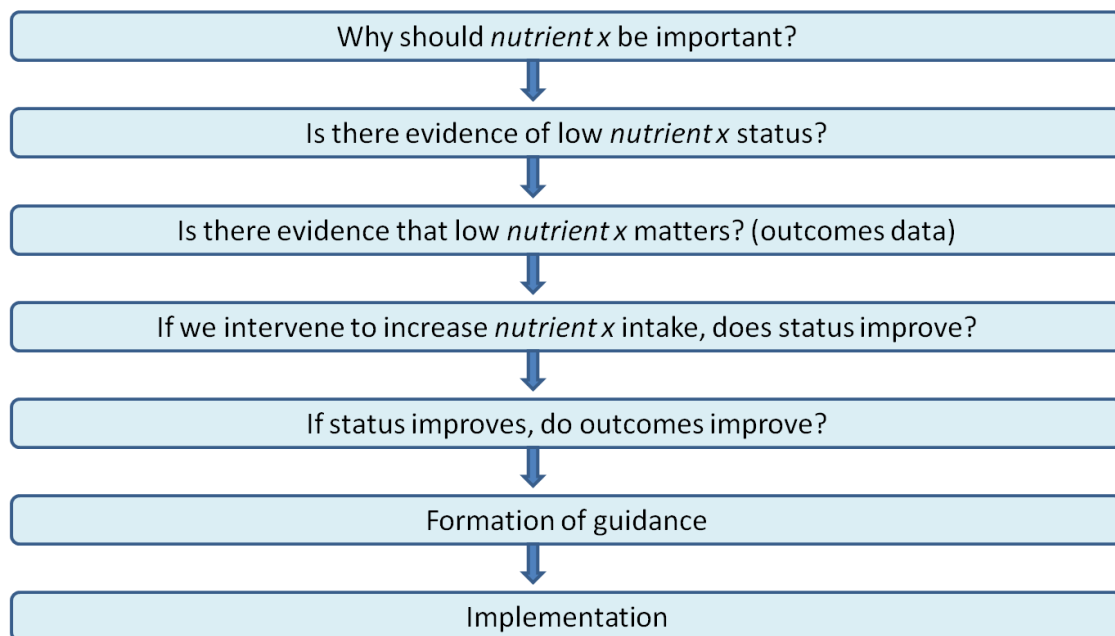 Why should nutrient x be important?
Is there evidence of low nutrient x status?
Is there evidence that low nutrient x matters? (outcomes data)
If we intervene to increase nutrient x intake, does status improve?
If status improves, do outcomes improve?
Formation of guidance
Implementation